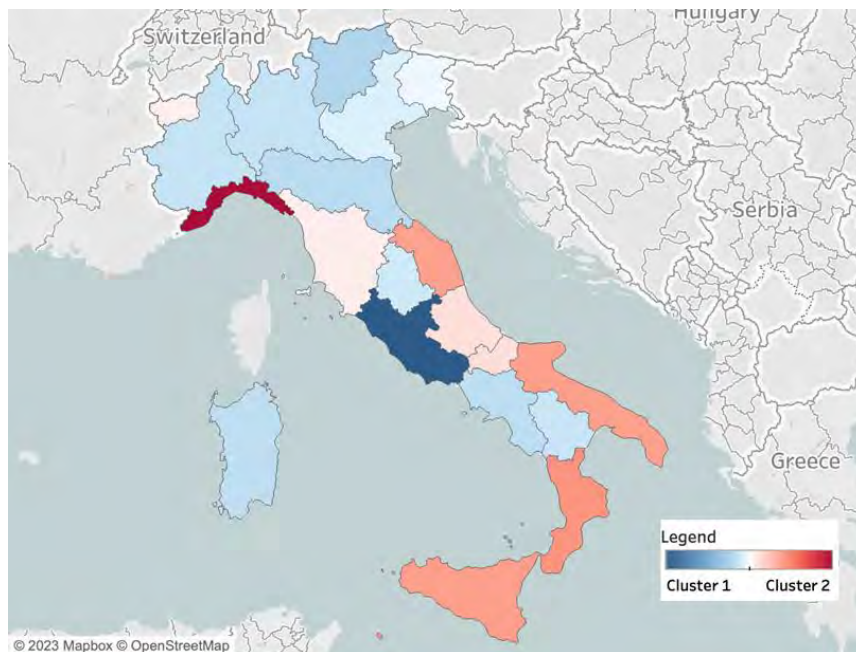 Hungary
Switzerland
Serbia
Greece
Legend
Cluster 1 Cluster 2
© 2023 Mapbox © OpenStreetMap